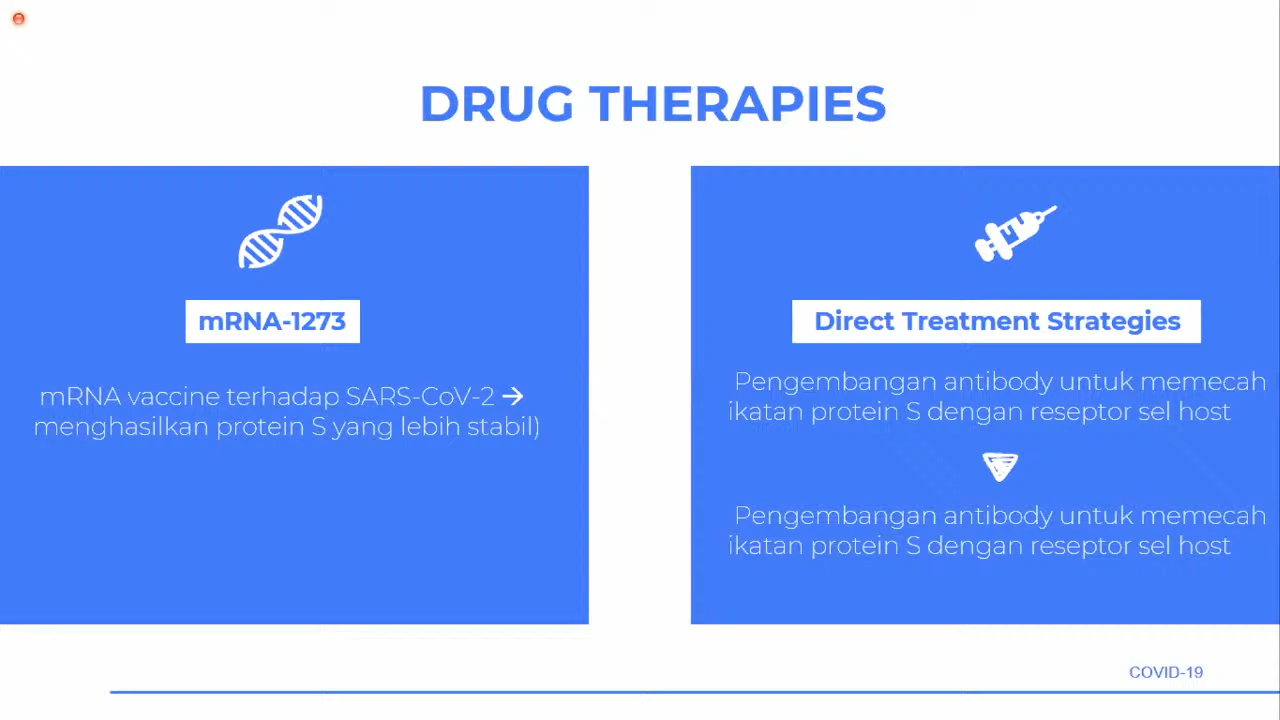 DRUG THERAPIES
mRNA-1273
mRNA vaccine terhadap SARS-CoV-2 →
menghasilkan protein S yang lebih stabil)
Direct Treatment Strategies
Pengembangan antibody untuk memecah
ikatan protein S dengan reseptor sel host
Pengembangan antibody untuk memecah
ikatan protein S dengan reseptor sel host
COVID-19